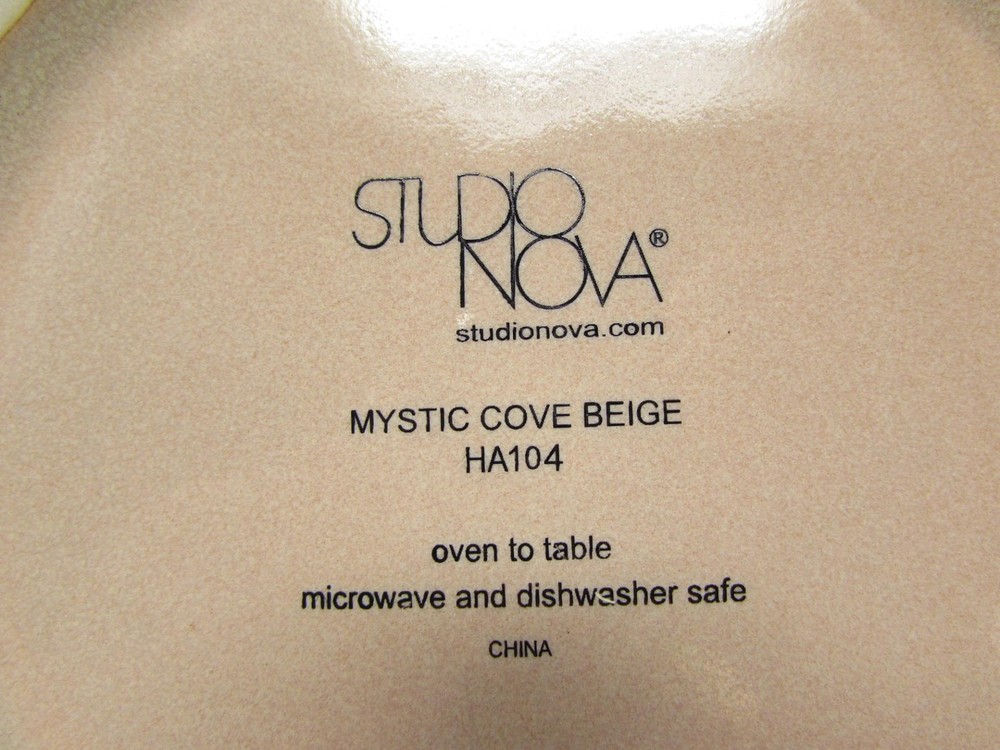 STUDIO
NOVA®
studionova.com
MYSTIC COVE BEIGE
HA104
oven to table
microwave and dishwasher safe
CHINA